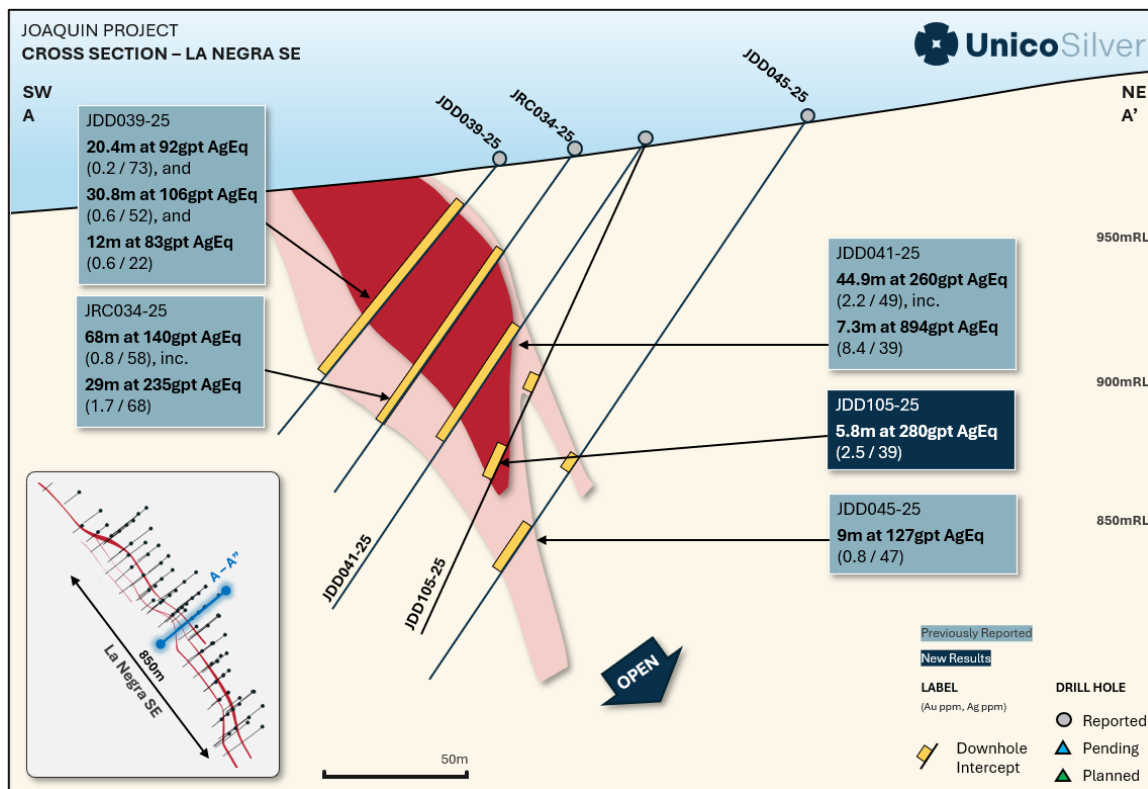 JOAQUIN PROJECT
CROSS SECTION – LA NEGRA SE
UnicoSilver
SW
A
NE
A'
JDD039-25
JRC034-25
JDD045-25
JDD039-25
20.4m at 92gpt AgEq
(0.2 / 73), and
30.8m at 106gpt AgEq
(0.6 / 52), and
12m at 83gpt AgEq
(0.6 / 22)
JRC034-25
68m at 140gpt AgEq
(0.8 / 58), inc.
29m at 235gpt AgEq
(1.7 / 68)
950mRL
JDD041-25
44.9m at 260gpt AgEq
(2.2 / 49), inc.
7.3m at 894gpt AgEq
(8.4 / 39)
900mRL
JDD105-25
5.8m at 280gpt AgEq
(2.5 / 39)
JDD045-25
9m at 127gpt AgEq
(0.8 / 47)
850mRL
JDD041-25
JDD105-25
A – A"
850m
La Negra SE
OPEN
50m
Previously Reported
New Results
LABEL
(Au ppm, Ag ppm)
Downhole
Intercept
DRILL HOLE
Reported
Pending
Planned